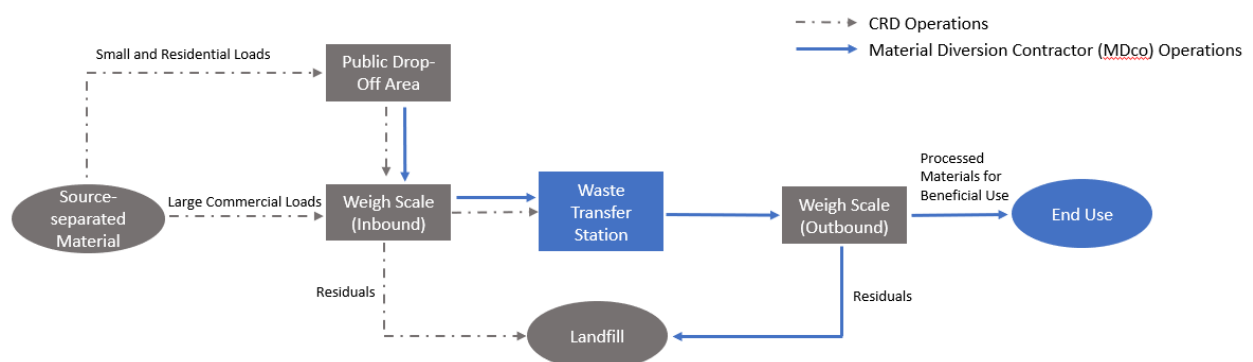 CRD Operations
Material Diversion Contractor (MDco) Operations
Small and Residential Loads
Public Drop-
Off Area
Source-
separated
Material
Large Commercial Loads
Weigh Scale
(Inbound)
Waste
Transfer
Station
Weigh Scale
(Outbound)
Processed
Materials for
Beneficial Use
End Use
Residuals
Landfill
Residuals